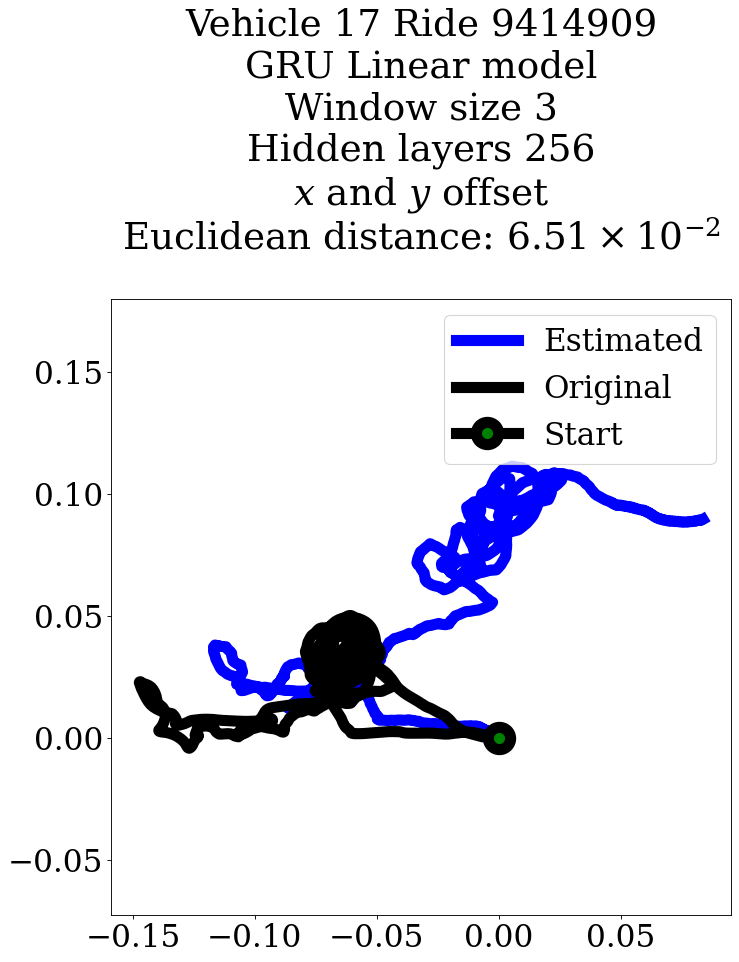 Vehicle 17 Ride 9414909
GRU Linear model
Window size 3
Hidden layers 256
x and y offset
Euclidean distance: 6.51 × 10⁻²
Estimated
Original
Start
0.15
0.10
0.05
0.00
−0.05
−0.15 −0.10 −0.05 0.00 0.05